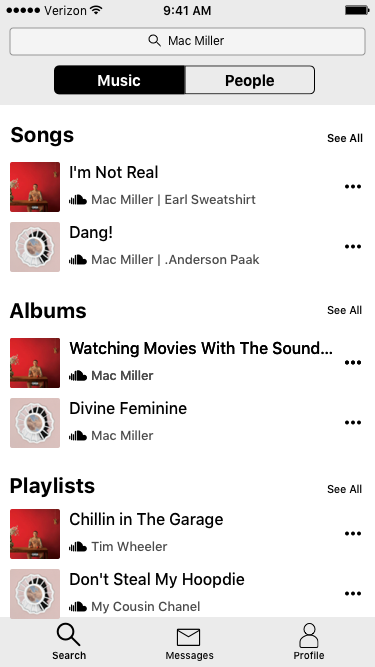 Verizon 9:41 AM
Mac Miller
Music People
Songs See All
I'm Not Real
Mac Miller | Earl Sweatshirt
Dang!
Mac Miller | .Anderson Paak
Albums See All
Watching Movies With The Sound...
Mac Miller
Divine Feminine
Mac Miller
Playlists See All
Chillin in The Garage
Tim Wheeler
Don't Steal My Hoopdie
My Cousin Chanel
Search Messages Profile